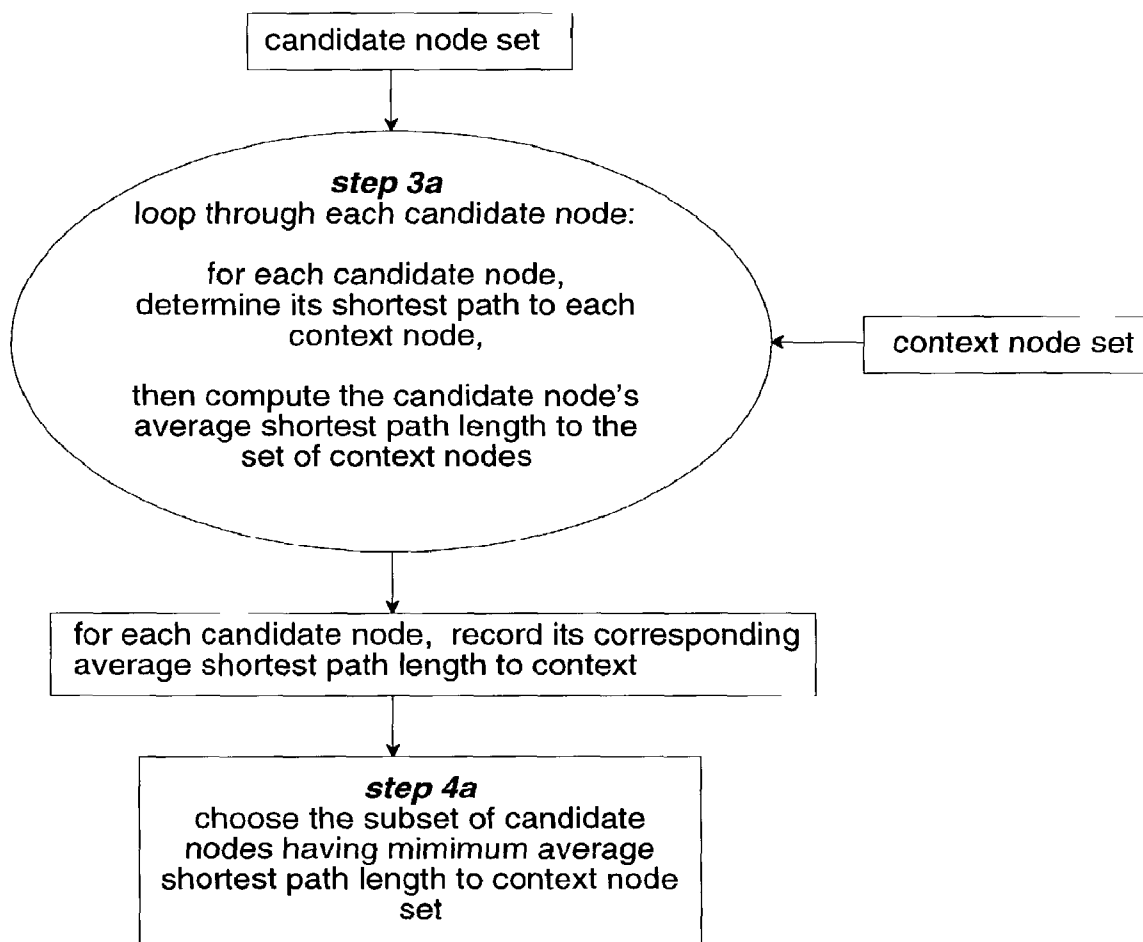 candidate node set
step 3a
loop through each candidate node:
for each candidate node,
determine its shortest path to each
context node,
then compute the candidate node's
average shortest path length to the
set of context nodes
context node set
for each candidate node, record its corresponding
average shortest path length to context
step 4a
choose the subset of candidate
nodes having mimimum average
shortest path length to context node
set